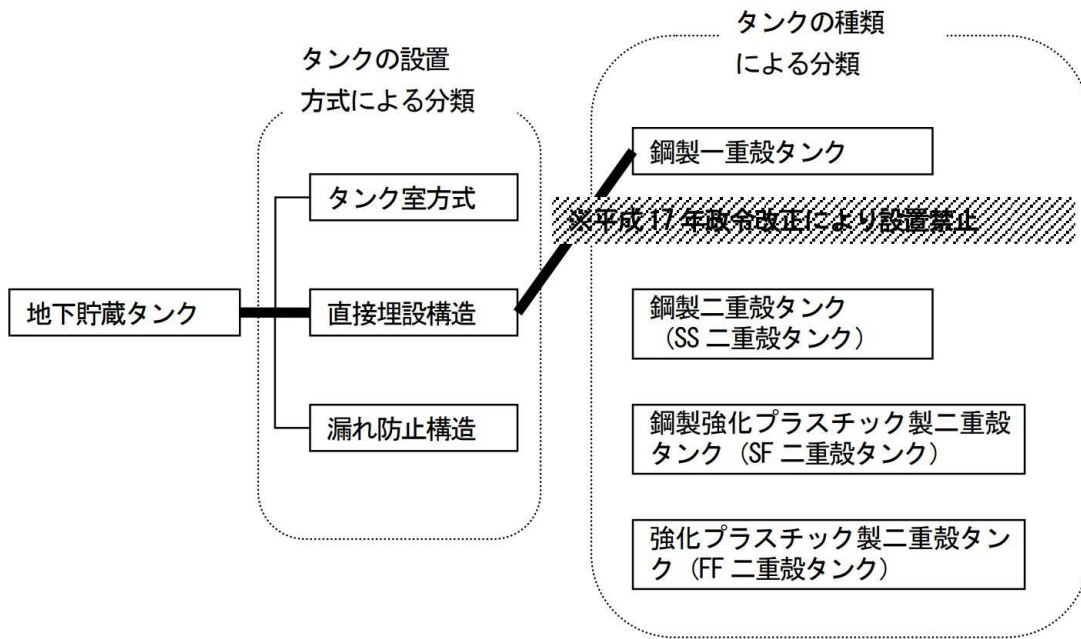 タンクの種類
による分類
タンクの設置
方式による分類
鋼製一重殻タンク
タンク室方式
※平成17年政令改正により設置禁止
地下貯蔵タンク
直接埋設構造
鋼製二重殻タンク
(SS二重殻タンク)
漏れ防止構造
鋼製強化プラスチック製二重殻
タンク(SF二重殻タンク)
強化プラスチック製二重殻タン
ク(FF二重殻タンク)